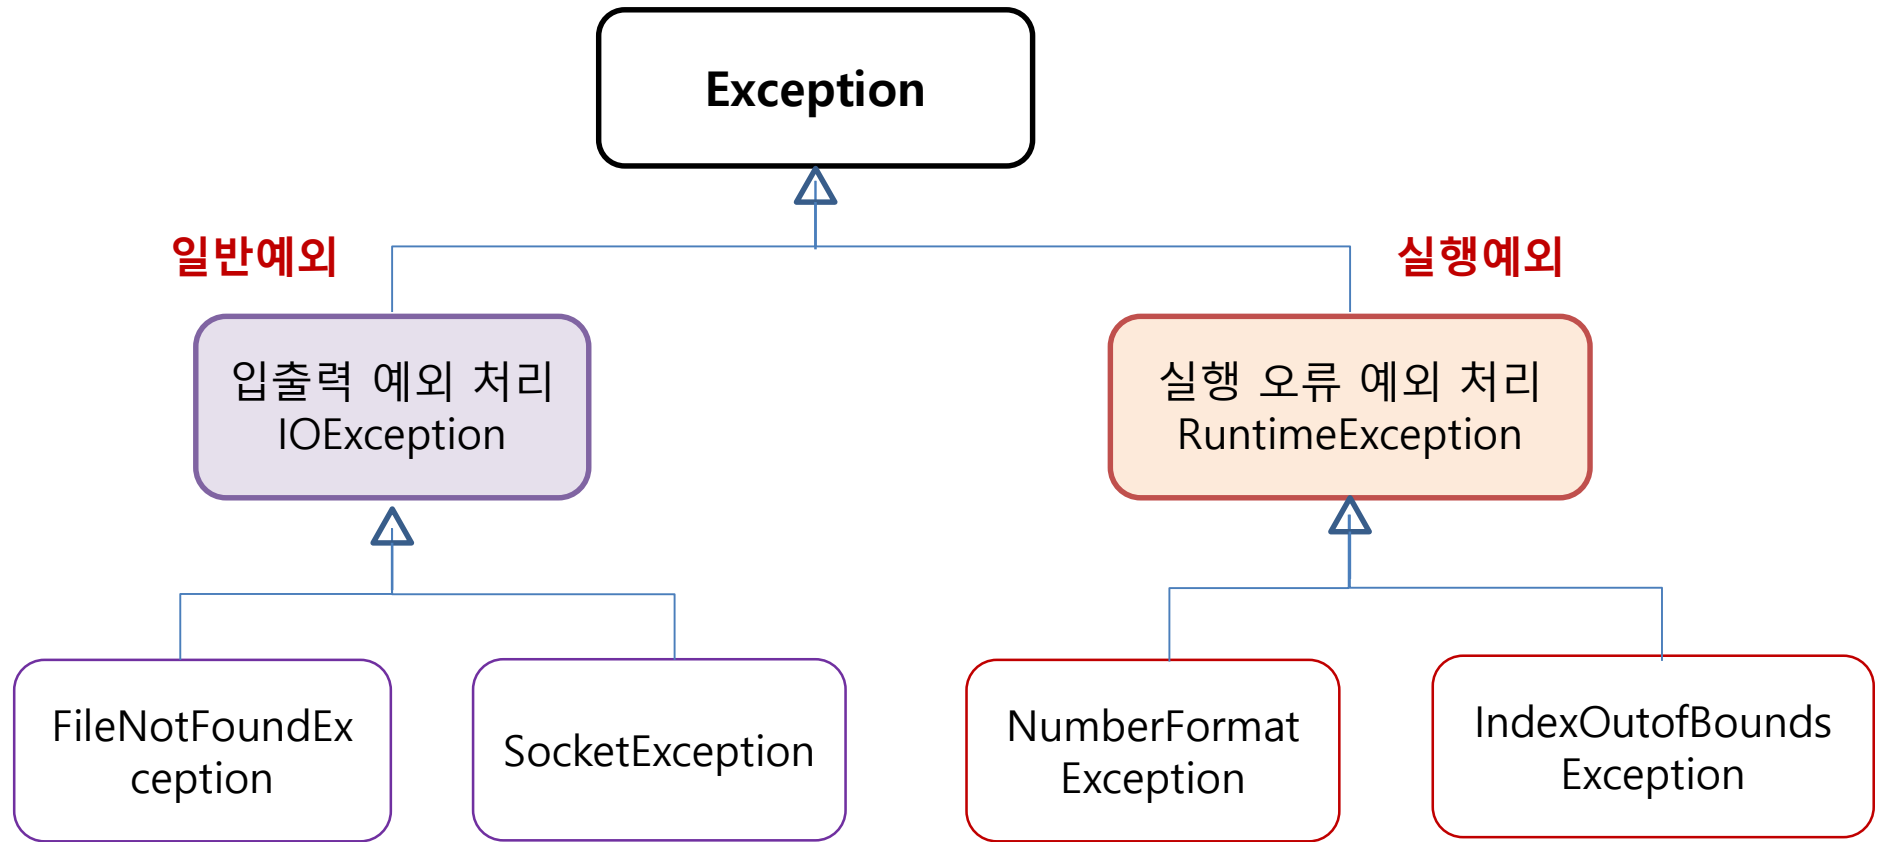 Exception
일반예외
실행예외
입출력 예외 처리
IOException
실행 오류 예외 처리
RuntimeException
FileNotFoundEx
ception
SocketException
NumberFormat
Exception
IndexOutofBounds
Exception